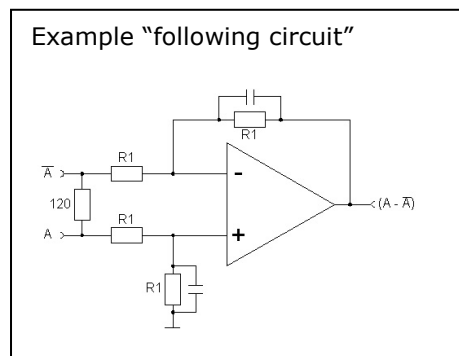 Example “following circuit”
R1
A̅
R1
-
120
(A - A̅)
A
R1
+
R1